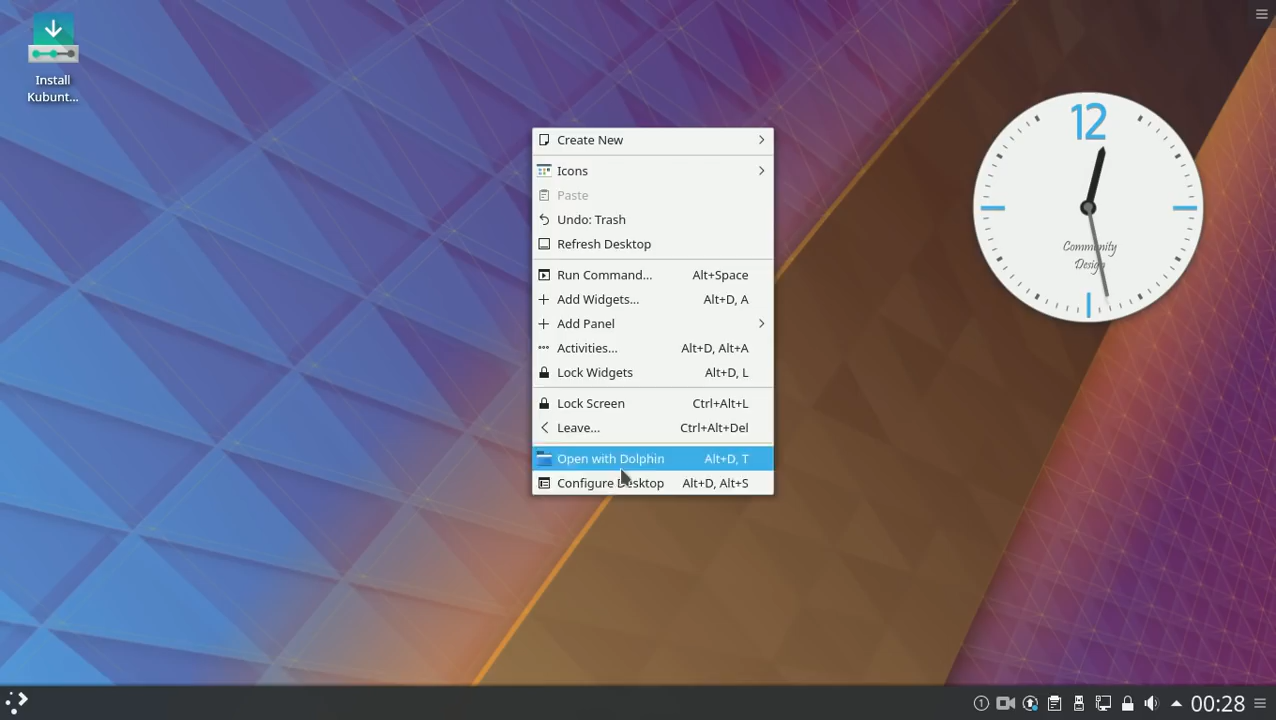 Install
Kubunt...
Create New
Icons
Paste
Undo: Trash
Refresh Desktop
Run Command... Alt+Space
Add Widgets... Alt+D, A
Add Panel
Activities... Alt+D, Alt+A
Lock Widgets Alt+D, L
Lock Screen Ctrl+Alt+L
Leave... Ctrl+Alt+Del
Open with Dolphin Alt+D, T
Configure Desktop Alt+D, Alt+S
12
Community
Design
1
00:28